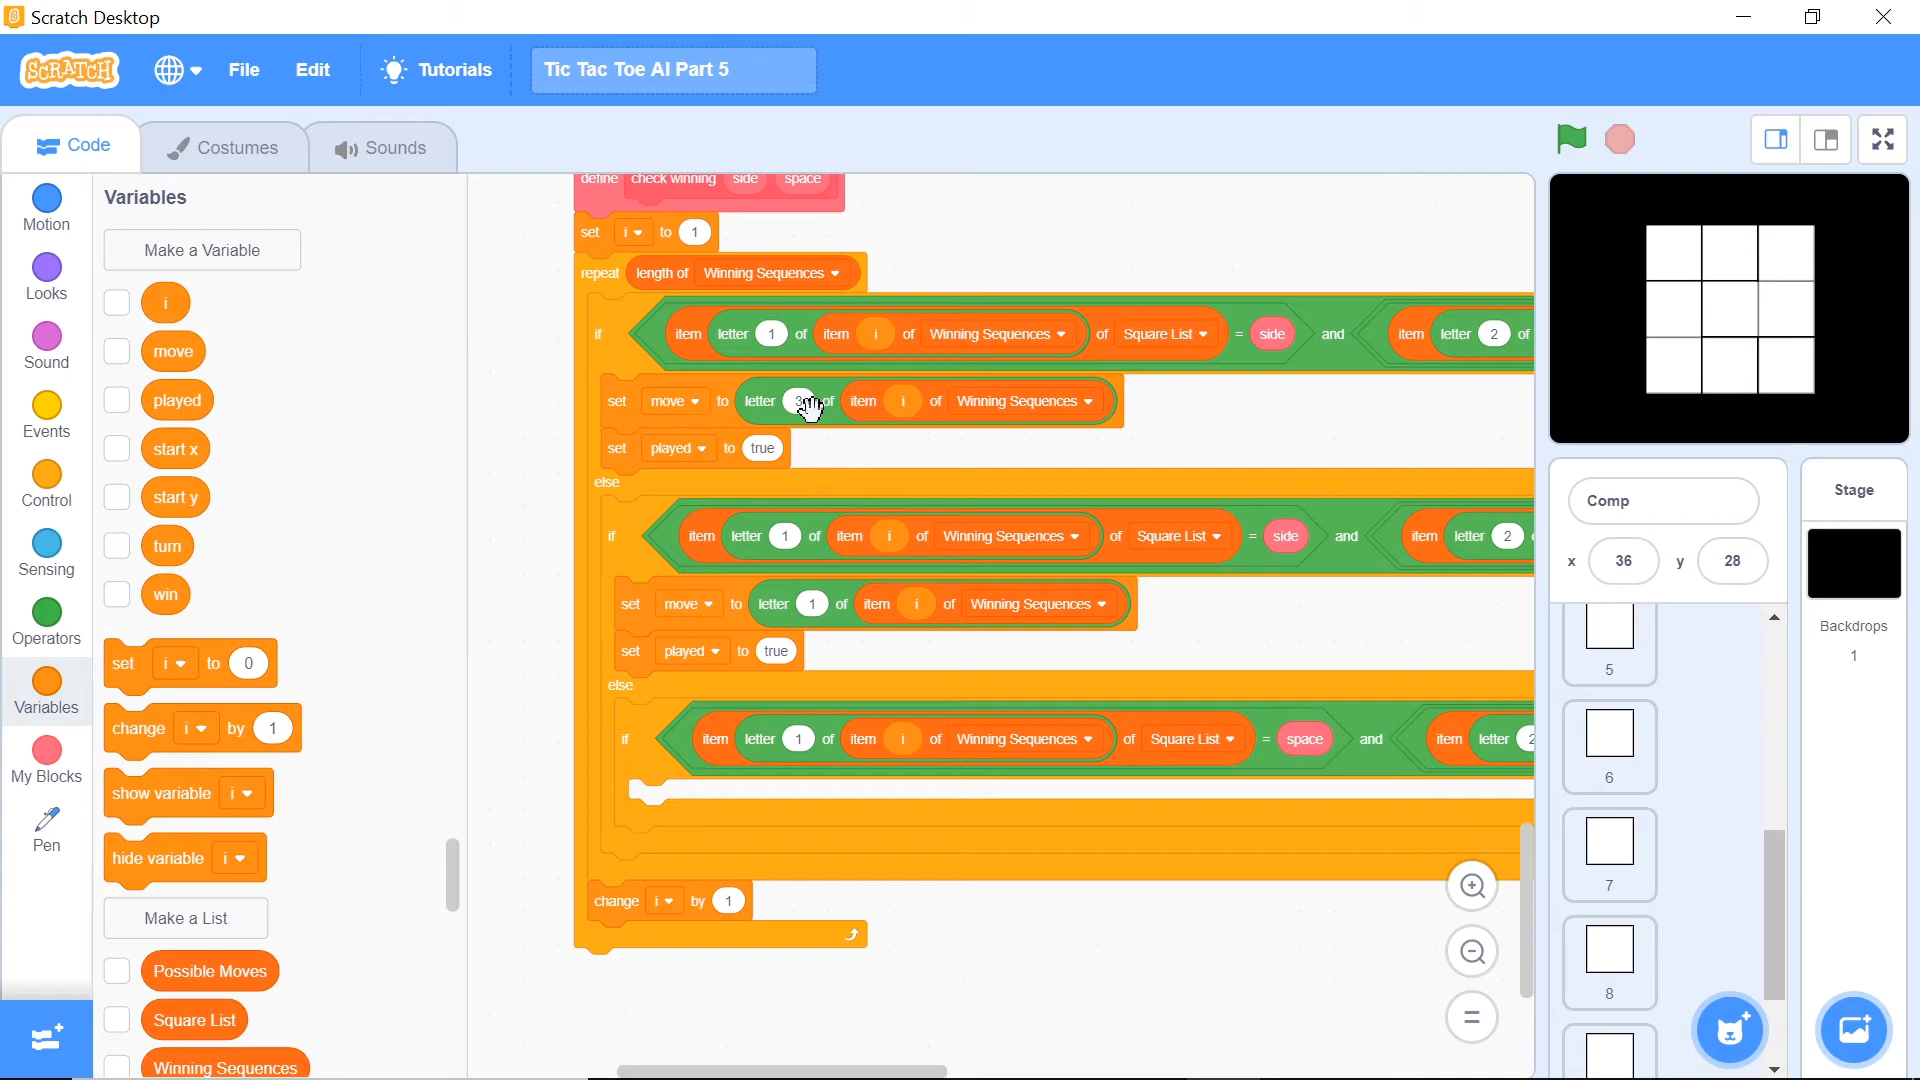 Scratch Desktop
SCRATCH File Edit Tutorials Tic Tac Toe AI Part 5
Code Costumes Sounds
Motion
Looks
Sound
Events
Control
Sensing
Operators
Variables
My Blocks
Pen
Variables
Make a Variable
i
move
played
start x
start y
turn
win
set i to 0
change i by 1
show variable i
hide variable i
Make a List
Possible Moves
Square List
Winning Sequences
define check winning side space
set i to 1
repeat length of Winning Sequences
if item letter 1 of item i of Winning Sequences of Square List = side and item letter 2 of
set move to letter 3 of item i of Winning Sequences
set played to true
else
if item letter 1 of item i of Winning Sequences of Square List = side and item letter 2
set move to letter 1 of item i of Winning Sequences
set played to true
else
if item letter 1 of item i of Winning Sequences of Square List = space and item letter 2
change i by 1
Comp
x 36 y 28
5
6
7
8
Stage
Backdrops
1